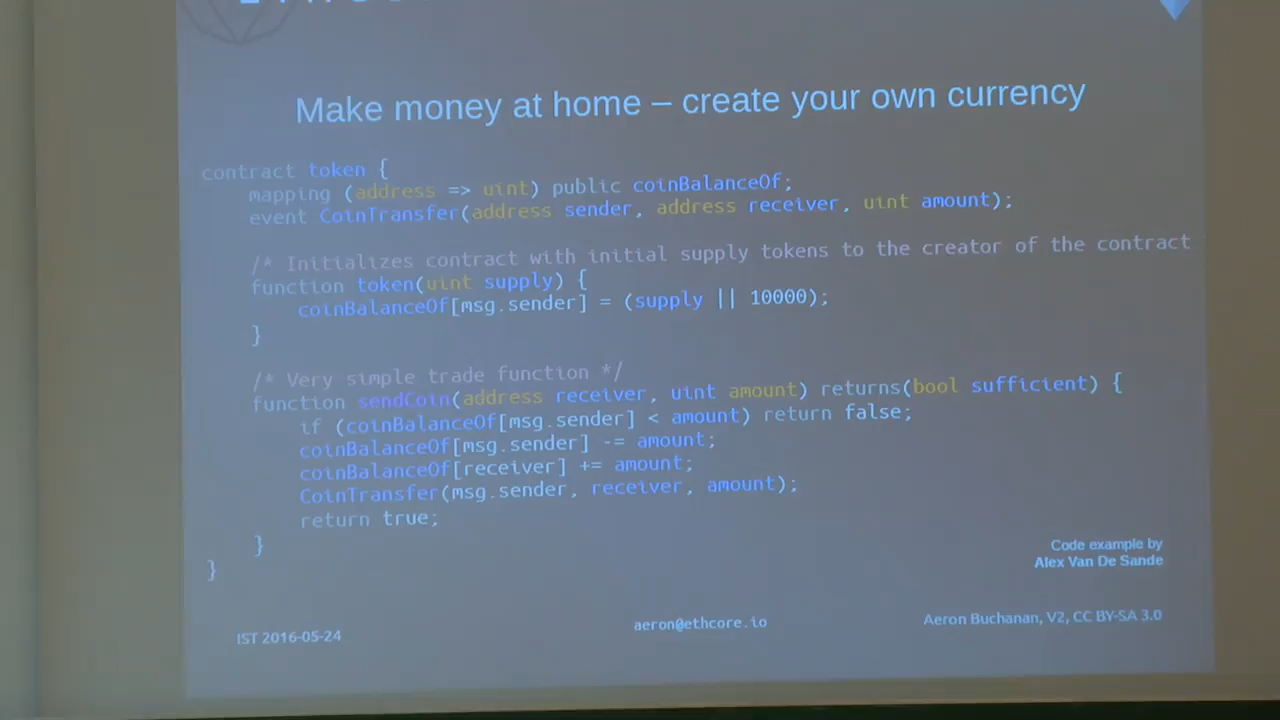 Make money at home – create your own currency
contract token {
    mapping (address => uint) public coinBalanceOf;
    event CoinTransfer(address sender, address receiver, uint amount);
    /* Initializes contract with initial supply tokens to the creator of the contract
    function token(uint supply) {
        coinBalanceOf[msg.sender] = (supply || 10000);
    }
    /* Very simple trade function */
    function sendCoin(address receiver, uint amount) returns(bool sufficient) {
        if (coinBalanceOf[msg.sender] < amount) return false;
        coinBalanceOf[msg.sender] -= amount;
        coinBalanceOf[receiver] += amount;
        CoinTransfer(msg.sender, receiver, amount);
        return true;
    }
}
Code example by
Alex Van De Sande
IST 2016-05-24
aeron@ethcore.io
Aeron Buchanan, V2, CC BY-SA 3.0